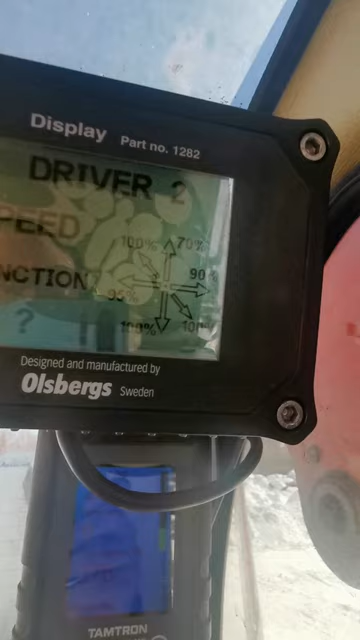 Display Part no. 1282
DRIVER 2
PEED
100% 70%
NCTION 90%
95%
100% 100%
?
Designed and manufactured by
Olsbergs Sweden
TAMTRON